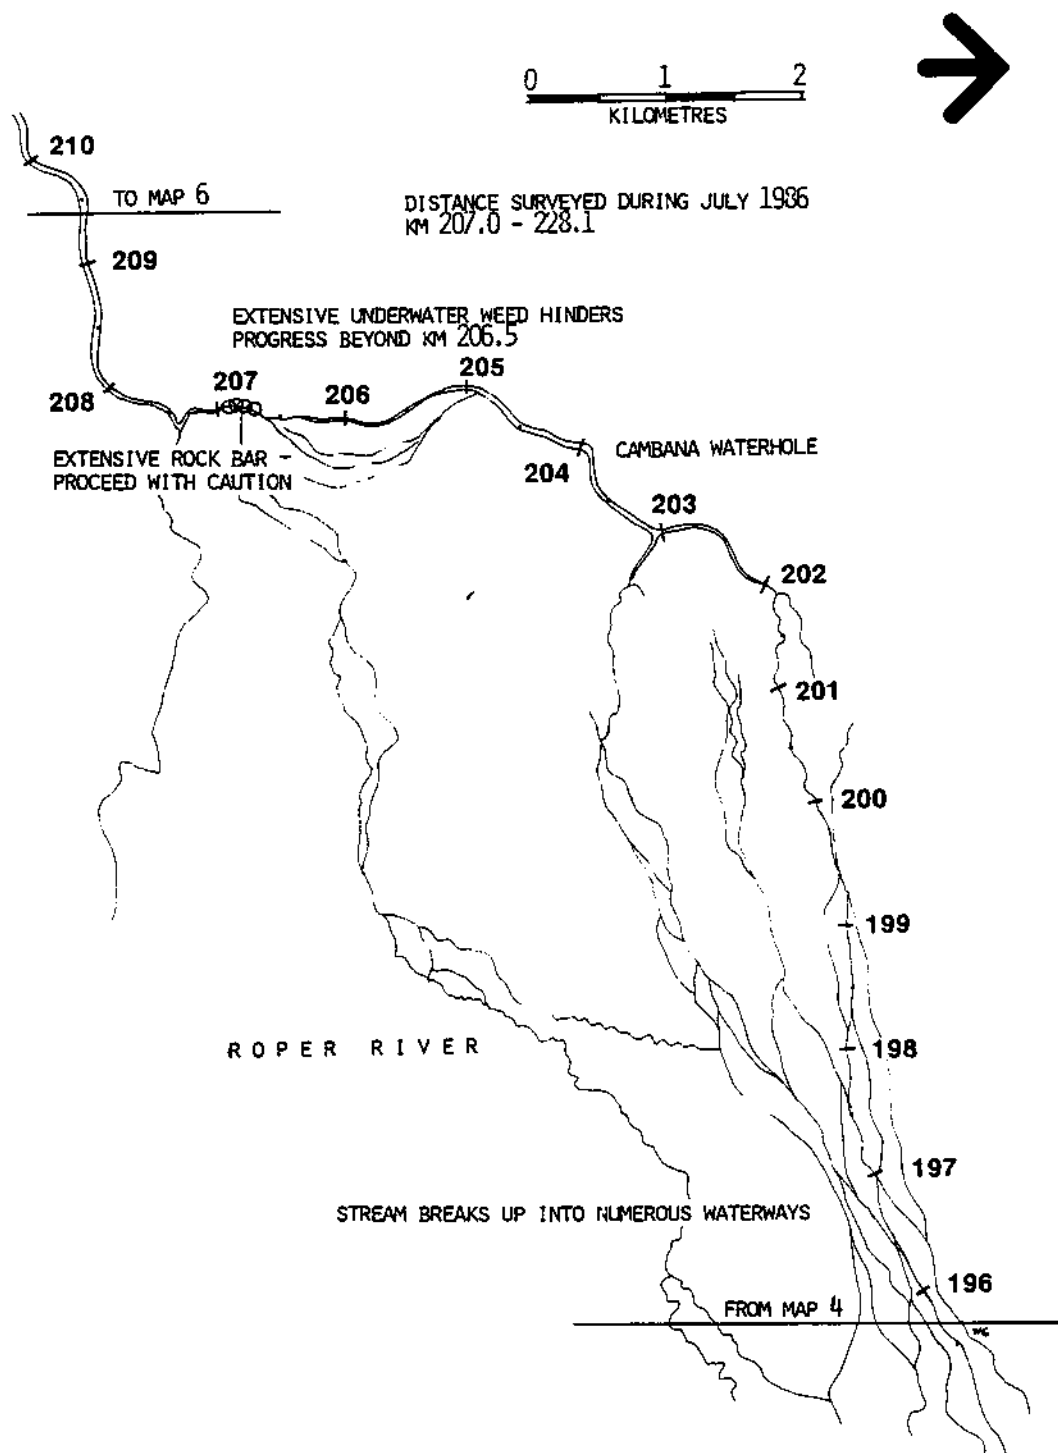 0 1 2
KILOMETRES
210
TO MAP 6
DISTANCE SURVEYED DURING JULY 1986
KM 207.0 - 228.1
209
EXTENSIVE UNDERWATER WEED HINDERS
PROGRESS BEYOND KM 206.5
205
207
206
208
204
CAMBANA WATERHOLE
EXTENSIVE ROCK BAR -
PROCEED WITH CAUTION
203
202
201
200
199
ROPER RIVER
198
197
STREAM BREAKS UP INTO NUMEROUS WATERWAYS
196
FROM MAP 4